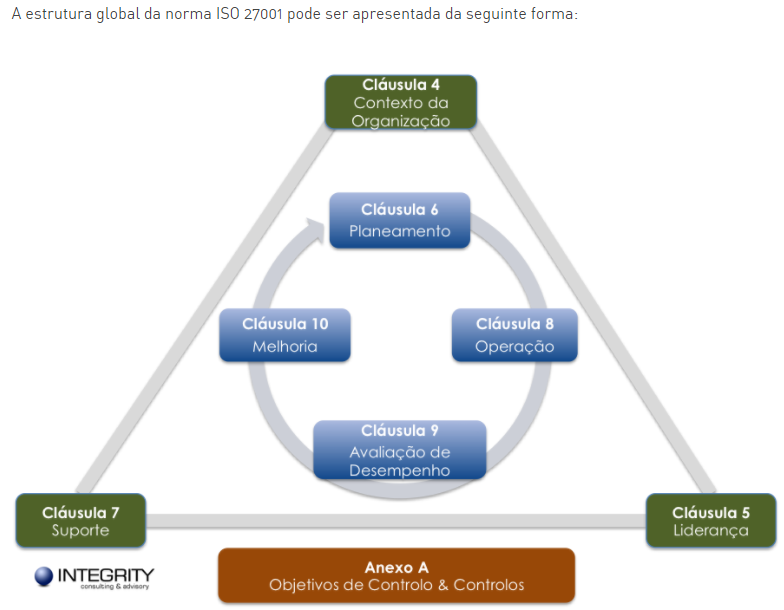 A estrutura global da norma ISO 27001 pode ser apresentada da seguinte forma:
Cláusula 4
Contexto da
Organização
Cláusula 6
Planeamento
Cláusula 10
Melhoria
Cláusula 8
Operação
Cláusula 9
Avaliação de
Desempenho
Cláusula 7
Suporte
Cláusula 5
Liderança
Anexo A
Objetivos de Controlo & Controlos
INTEGRITY
consulting & advisory